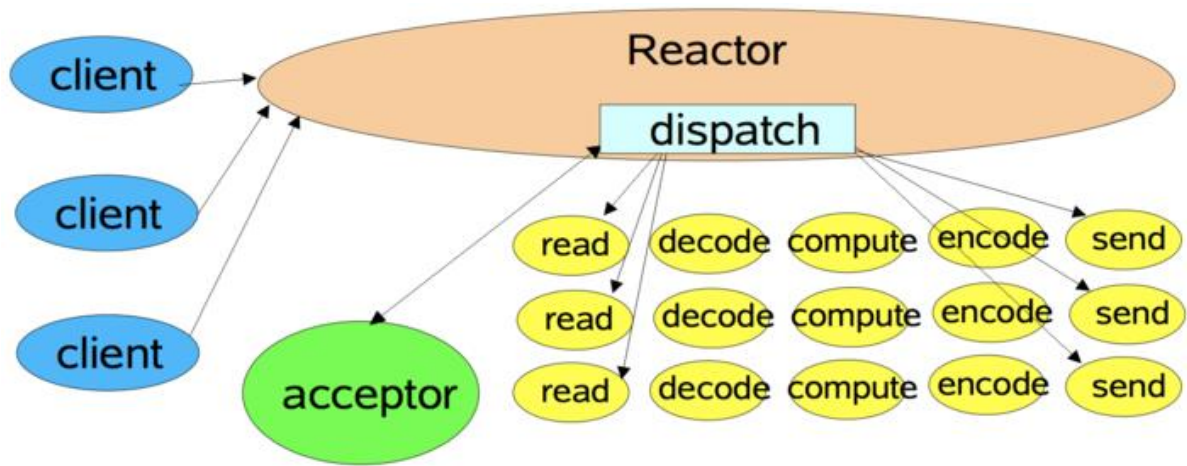 Reactor
client
dispatch
client
read decode compute encode send
read decode compute encode send
client
acceptor
read decode compute encode send